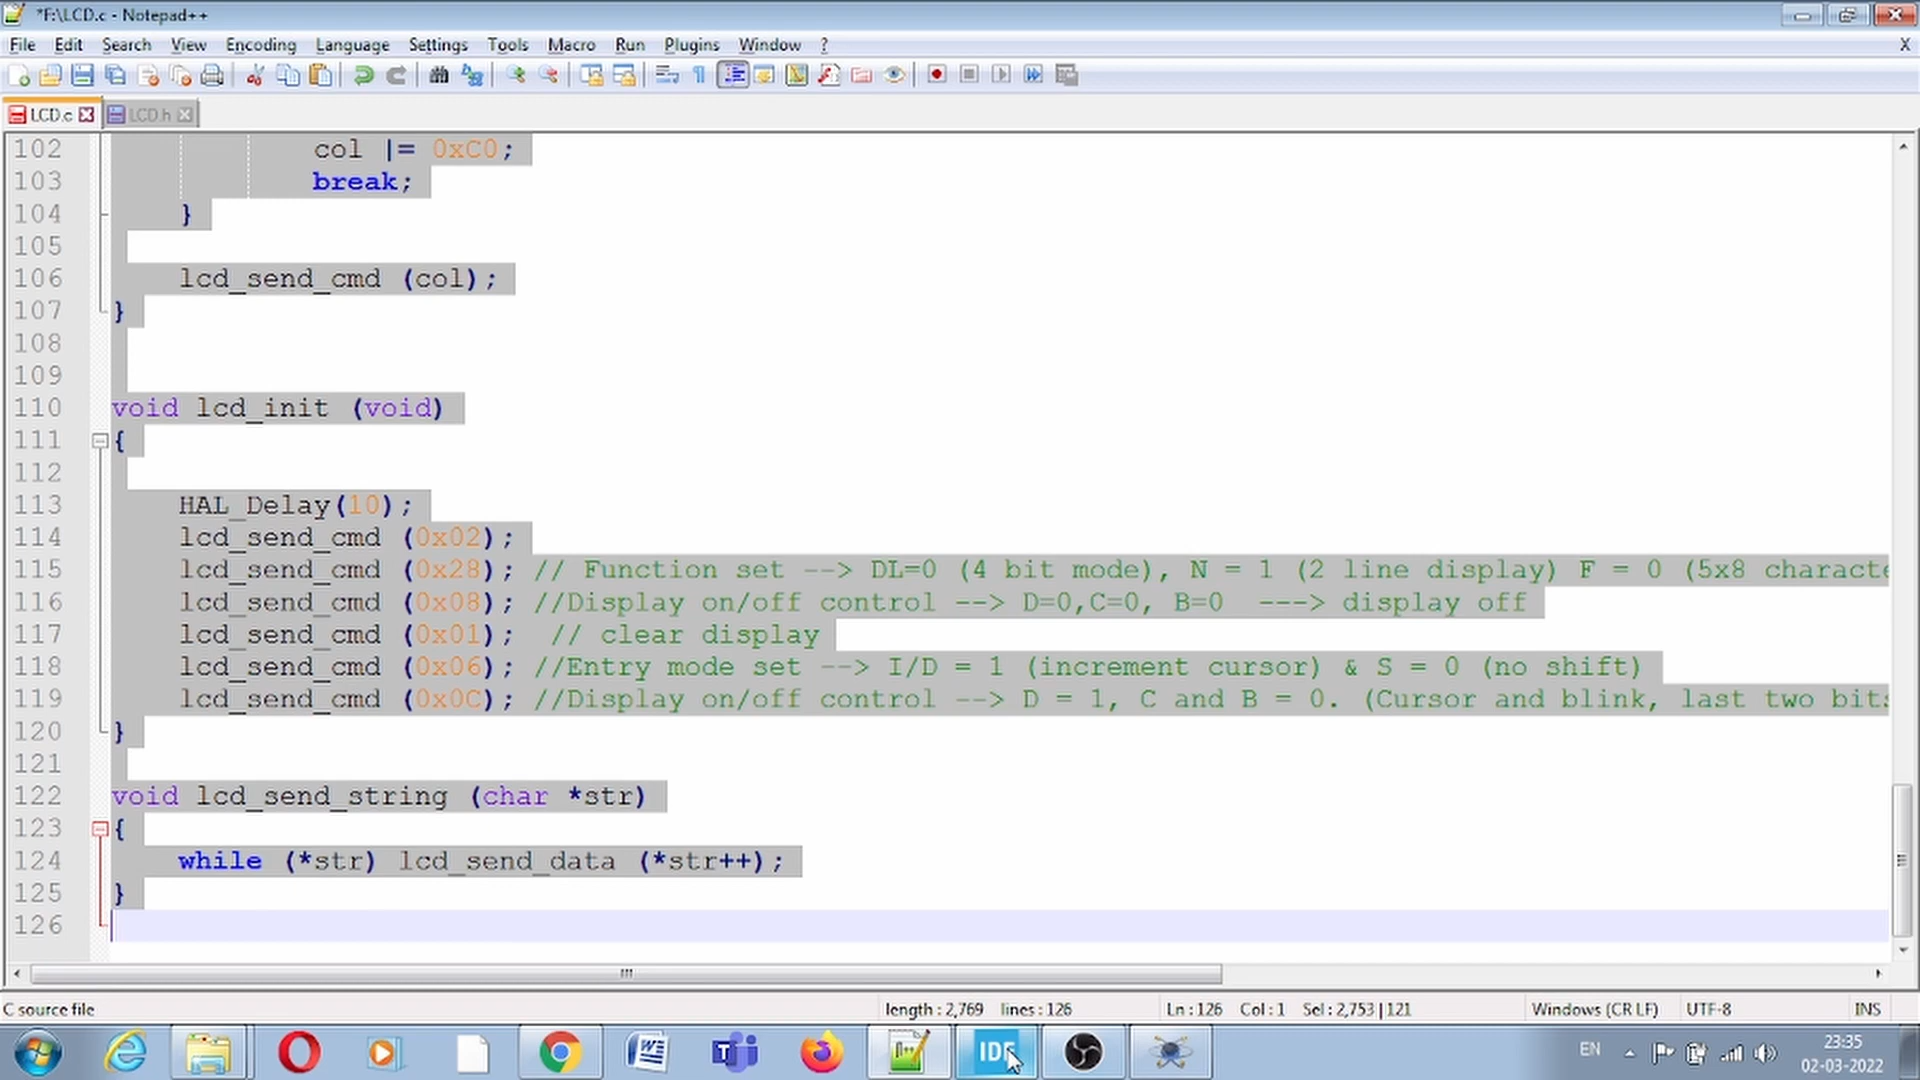 *F:\LCD.c - Notepad++
File Edit Search View Encoding Language Settings Tools Macro Run Plugins Window ? X
LCD.c LCD.h
102 col |= 0xC0;
103 break;
104 }
105
106 lcd_send_cmd (col);
107 }
108
109
110 void lcd_init (void)
111 {
112
113 HAL_Delay(10);
114 lcd_send_cmd (0x02);
115 lcd_send_cmd (0x28); // Function set --> DL=0 (4 bit mode), N = 1 (2 line display) F = 0 (5x8 characte
116 lcd_send_cmd (0x08); //Display on/off control --> D=0,C=0, B=0 ---> display off
117 lcd_send_cmd (0x01); // clear display
118 lcd_send_cmd (0x06); //Entry mode set --> I/D = 1 (increment cursor) & S = 0 (no shift)
119 lcd_send_cmd (0x0C); //Display on/off control --> D = 1, C and B = 0. (Cursor and blink, last two bits
120 }
121
122 void lcd_send_string (char *str)
123 {
124 while (*str) lcd_send_data (*str++);
125 }
126
C source file length : 2,769 lines : 126 Ln : 126 Col : 1 Sel : 2,753 | 121 Windows (CR LF) UTF-8 INS
IDE
EN
23:35
02-03-2022